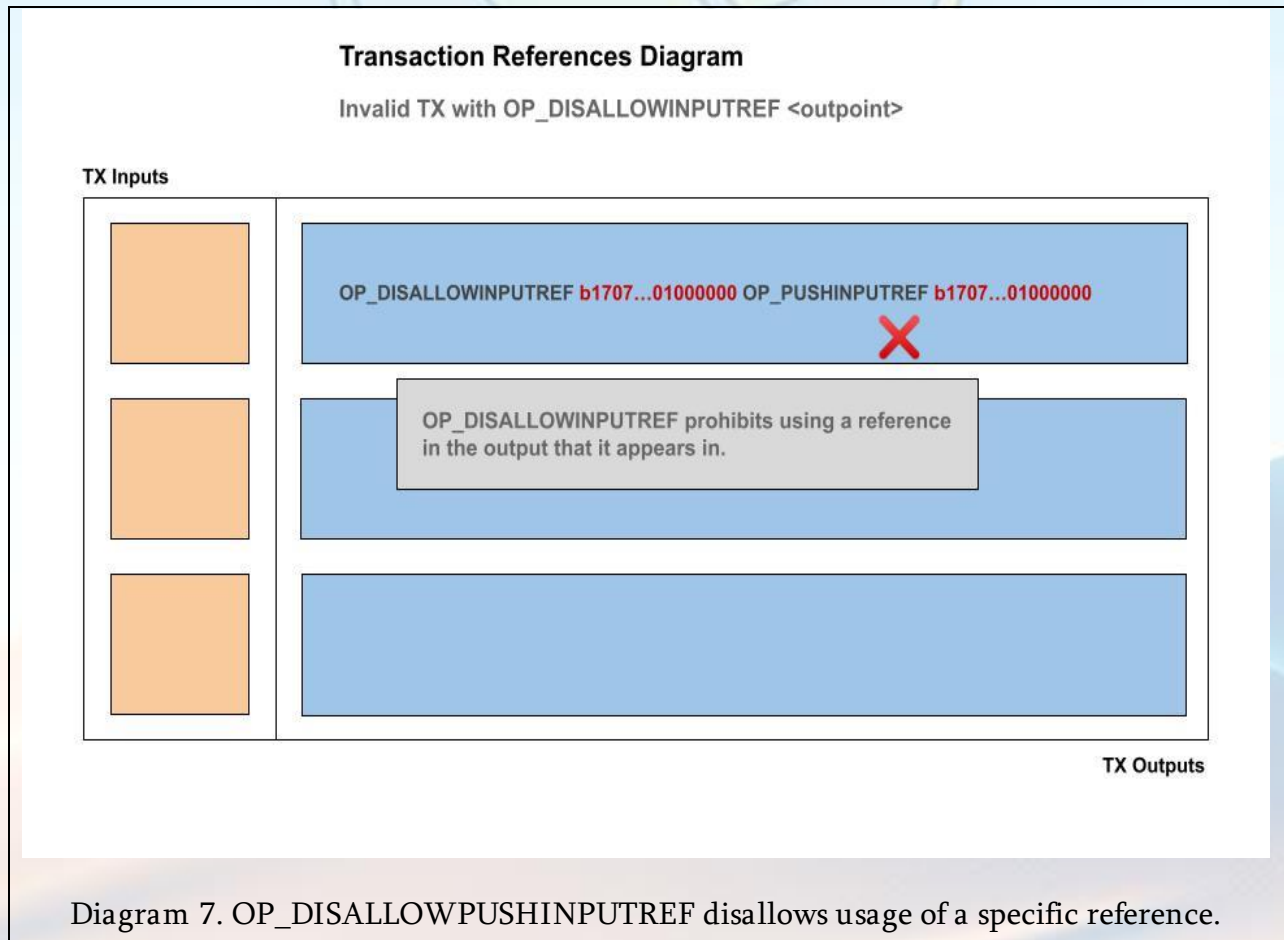 Transaction References Diagram
Invalid TX with OP_DISALLOWINPUTREF <outpoint>
TX Inputs
OP_DISALLOWINPUTREF b1707...01000000 OP_PUSHINPUTREF b1707...01000000
OP_DISALLOWINPUTREF prohibits using a reference
in the output that it appears in.
TX Outputs
Diagram 7. OP_DISALLOWPUSHINPUTREF disallows usage of a specific reference.